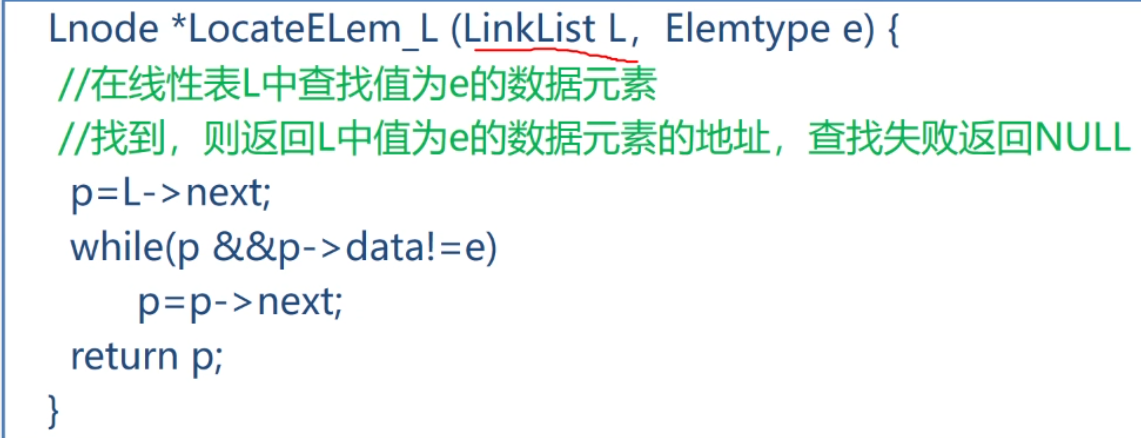 Lnode *LocateELem_L (LinkList L，Elemtype e) {
//在线性表L中查找值为e的数据元素
//找到，则返回L中值为e的数据元素的地址，查找失败返回NULL
p=L->next;
while(p &&p->data!=e)
p=p->next;
return p;
}